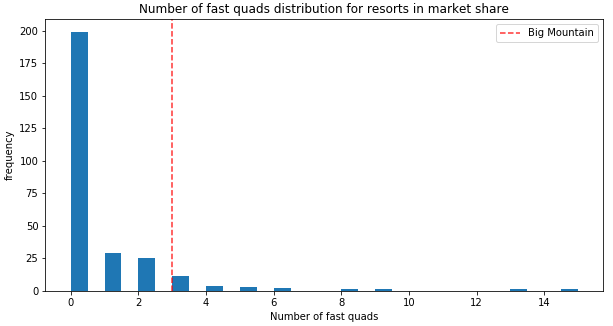 Number of fast quads distribution for resorts in market share
Big Mountain
frequency
200
175
150
125
100
75
50
25
0
0 2 4 6 8 10 12 14
Number of fast quads